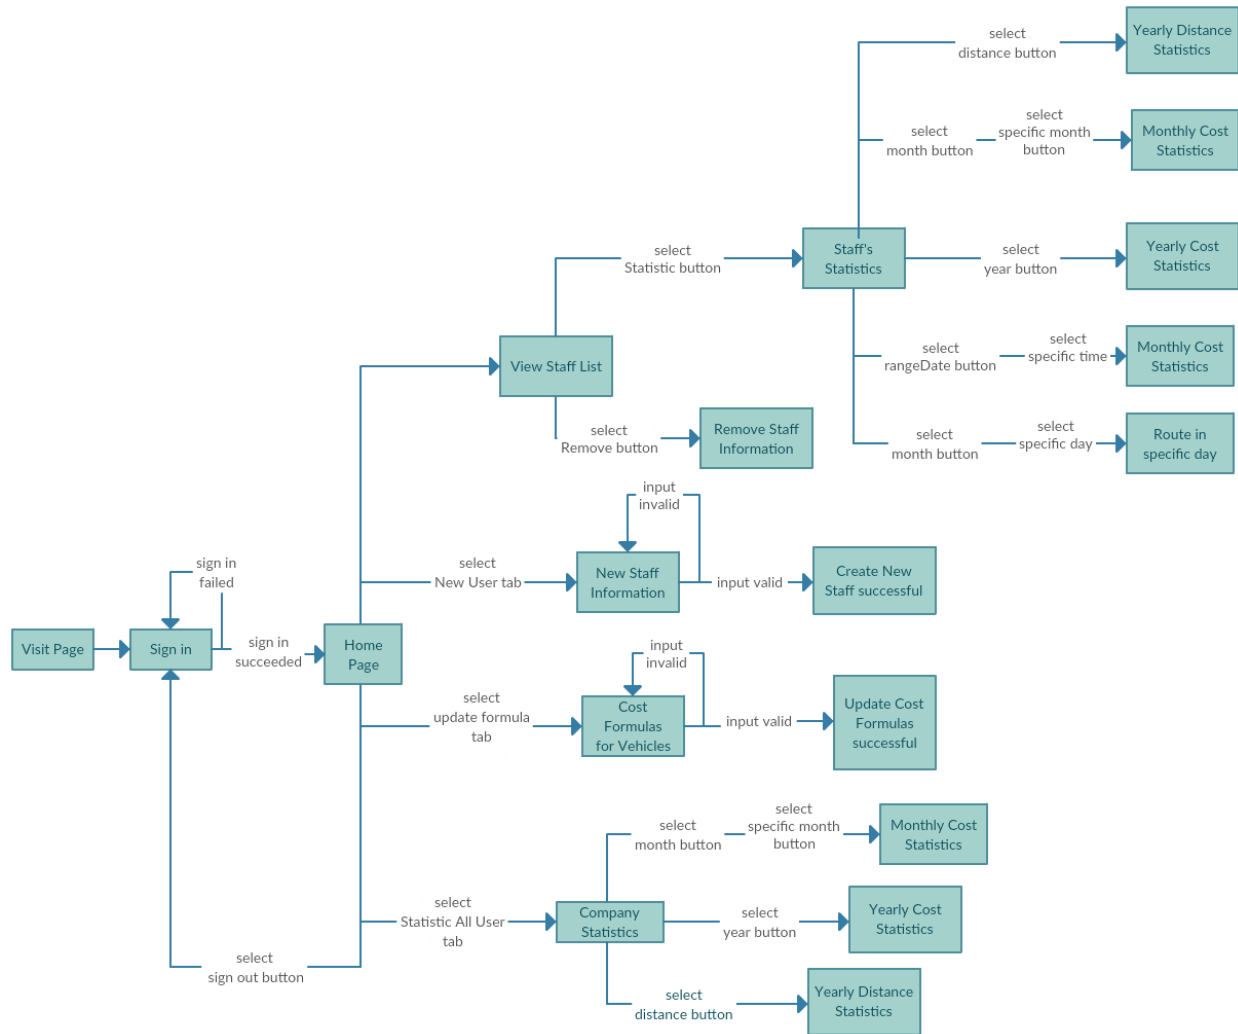 select
distance button
Yearly Distance
Statistics
select
month button
select
specific month
button
Monthly Cost
Statistics
select
Statistic button
Staff's
Statistics
select
year button
Yearly Cost
Statistics
View Staff List
select
rangeDate button
select
specific time
Monthly Cost
Statistics
select
Remove button
Remove Staff
Information
select
month button
select
specific day
Route in
specific day
input
invalid
select
New User tab
New Staff
Information
input valid
Create New
Staff successful
sign in
failed
Visit Page
Sign in
sign in
succeeded
Home
Page
input
invalid
select
update formula
tab
Cost
Formulas
for Vehicles
input valid
Update Cost
Formulas
successful
select
month button
select
specific month
button
Monthly Cost
Statistics
select
Statistic All User
tab
Company
Statistics
select
year button
Yearly Cost
Statistics
select
sign out button
select
distance button
Yearly Distance
Statistics